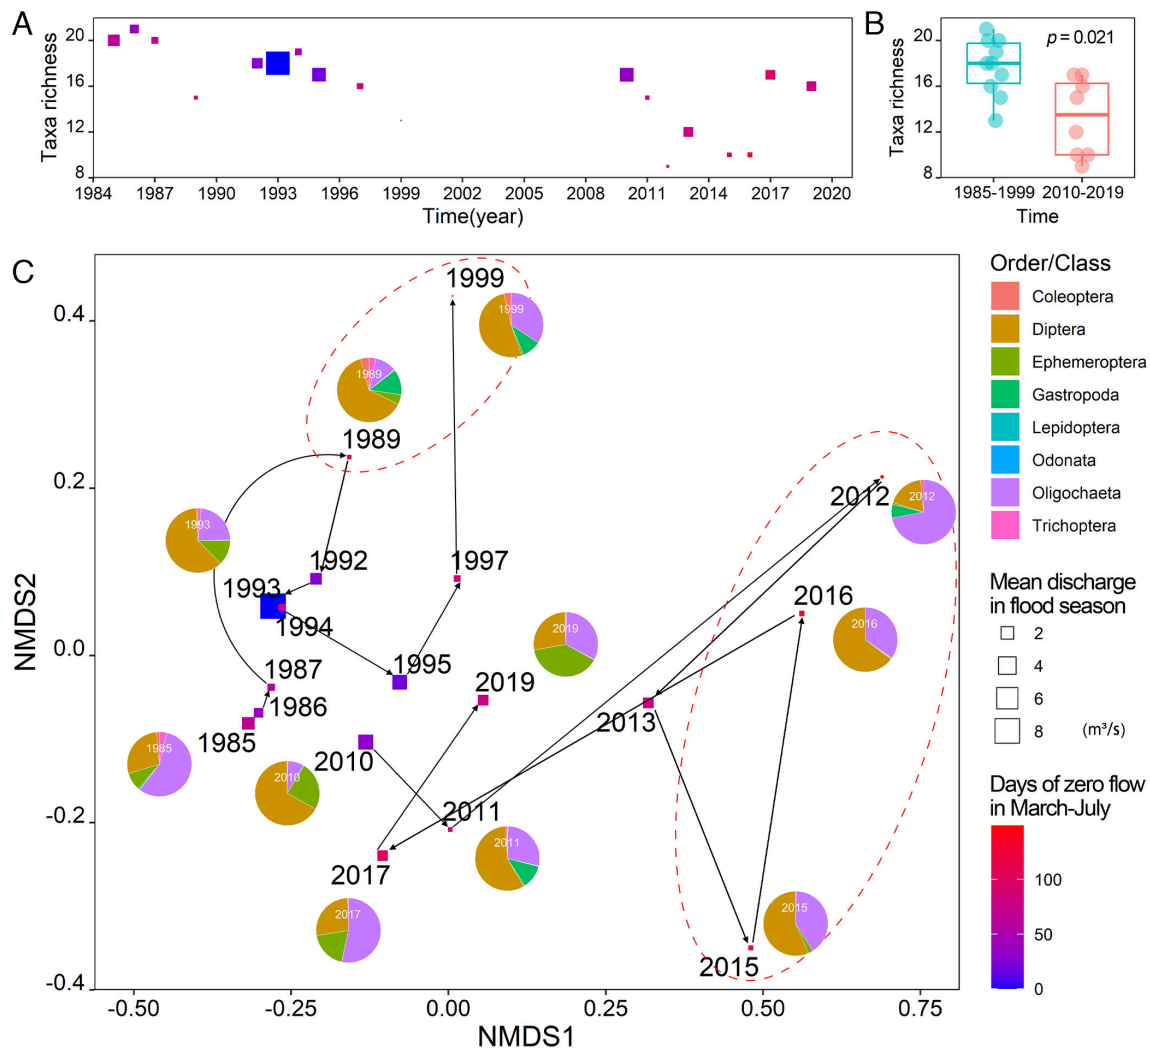 A
Taxa richness
20
16
12
8
1984 1987 1990 1993 1996 1999 2002 2005 2008 2011 2014 2017 2020
Time(year)
B
Taxa richness
20
16
12
8
p = 0.021
1985-1999 2010-2019
Time
C
NMDS2
0.4
0.2
0.0
-0.2
-0.4
1999
1999
1989
1989
1993
1992
1993
1994
1997
1995
1987
1986
1985
1985
2010
2010
2019
2019
2011
2011
2017
2017
2012
2012
2016
2016
2013
2015
2015
-0.50 -0.25 0.00 0.25 0.50 0.75
NMDS1
Order/Class
Coleoptera
Diptera
Ephemeroptera
Gastropoda
Lepidoptera
Odonata
Oligochaeta
Trichoptera
Mean discharge
in flood season
2
4
6
8 (m³/s)
Days of zero flow
in March-July
100
50
0